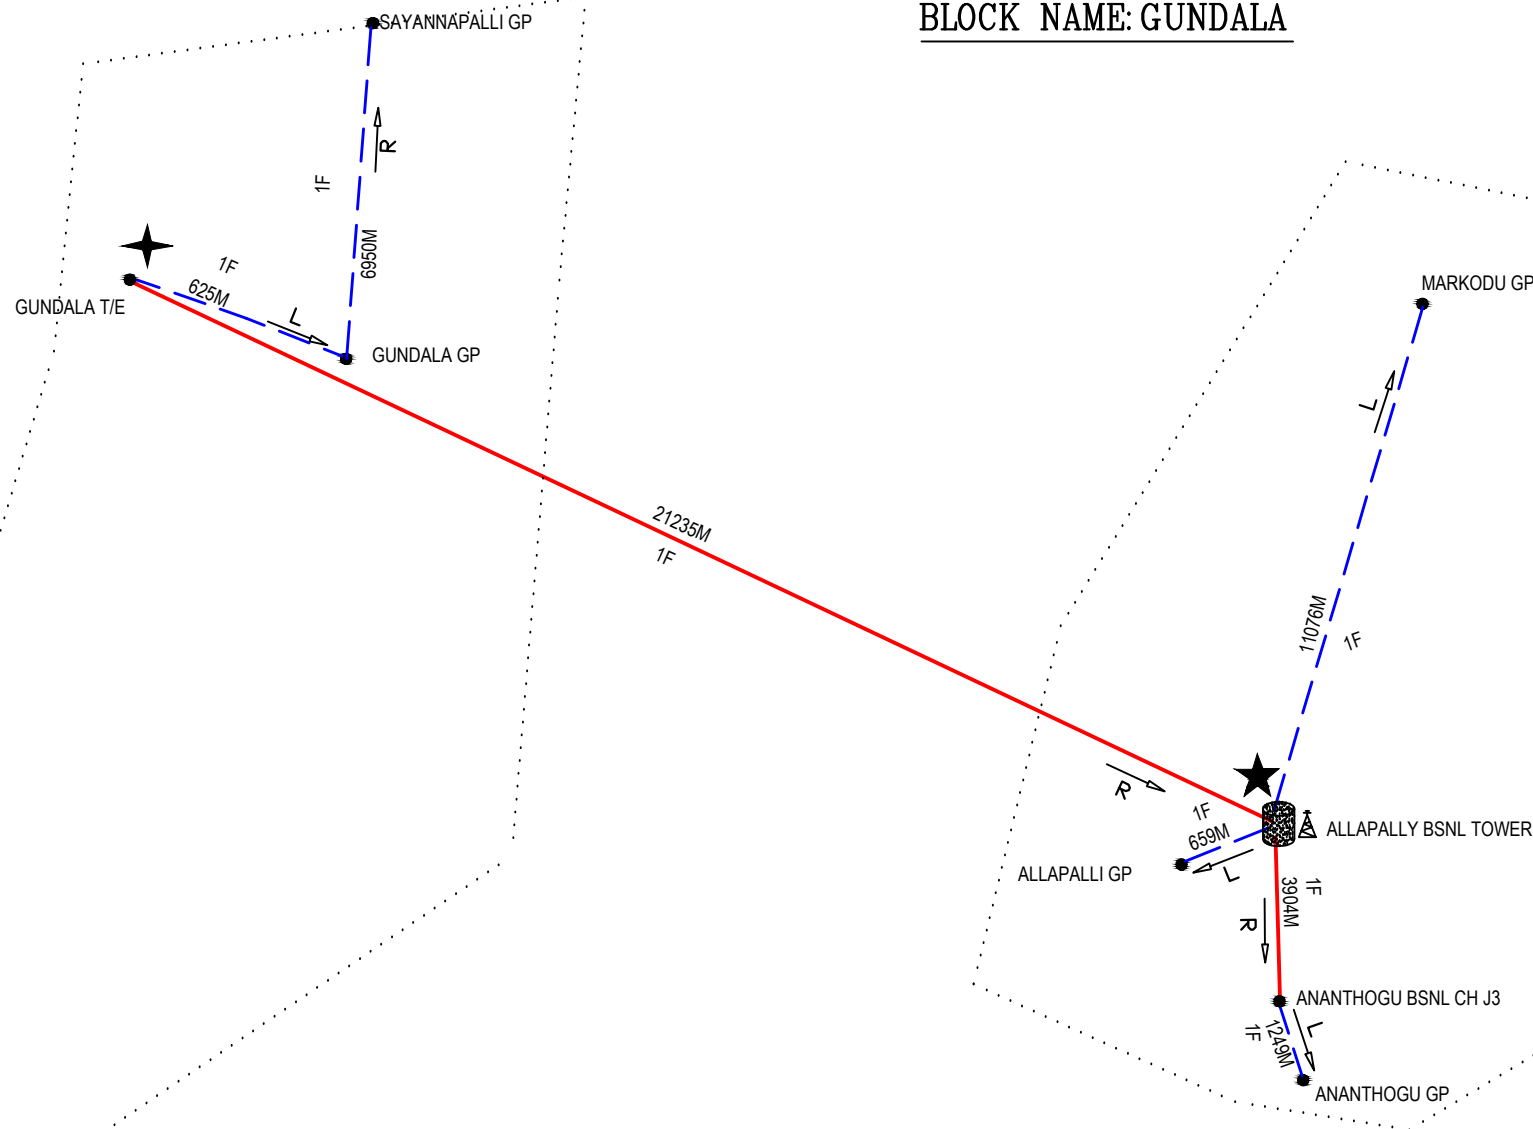 BLOCK NAME: GUNDALA
SAYANNAPALLI GP
R
1F
6950M
1F
625M
L
GUNDALA T/E
GUNDALA GP
MARKODU GP
L
21235M
1F
11076M
1F
R
1F
659M
ALLAPALLY BSNL TOWER
ALLAPALLI GP
L
1F
3904M
R
ANANTHOGU BSNL CH J3
L
1F
1249M
ANANTHOGU GP